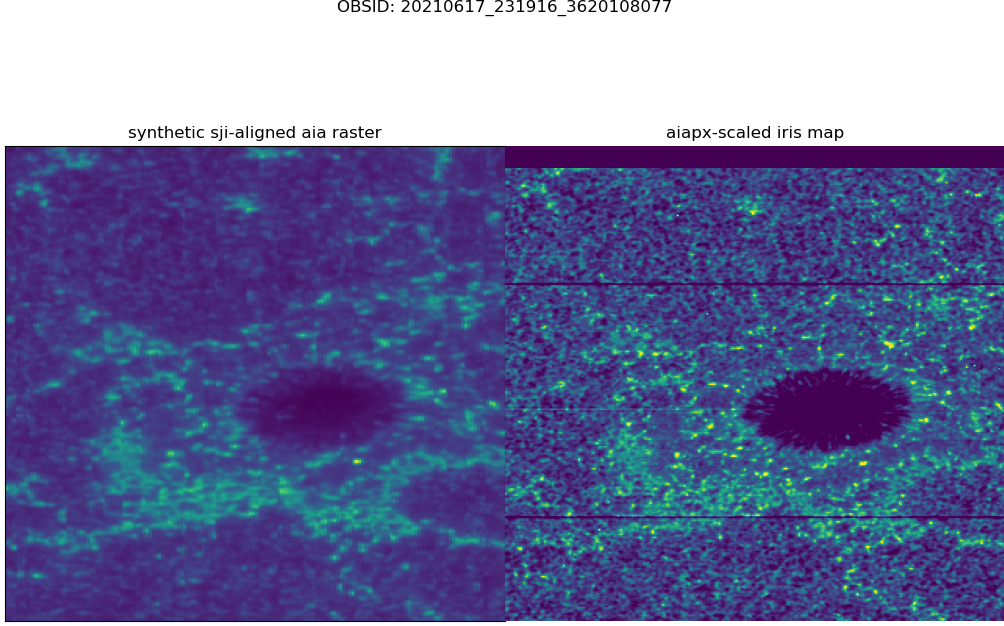 OBSID: 20210617_231916_3620108077
synthetic sji-aligned aia raster
aiapx-scaled iris map